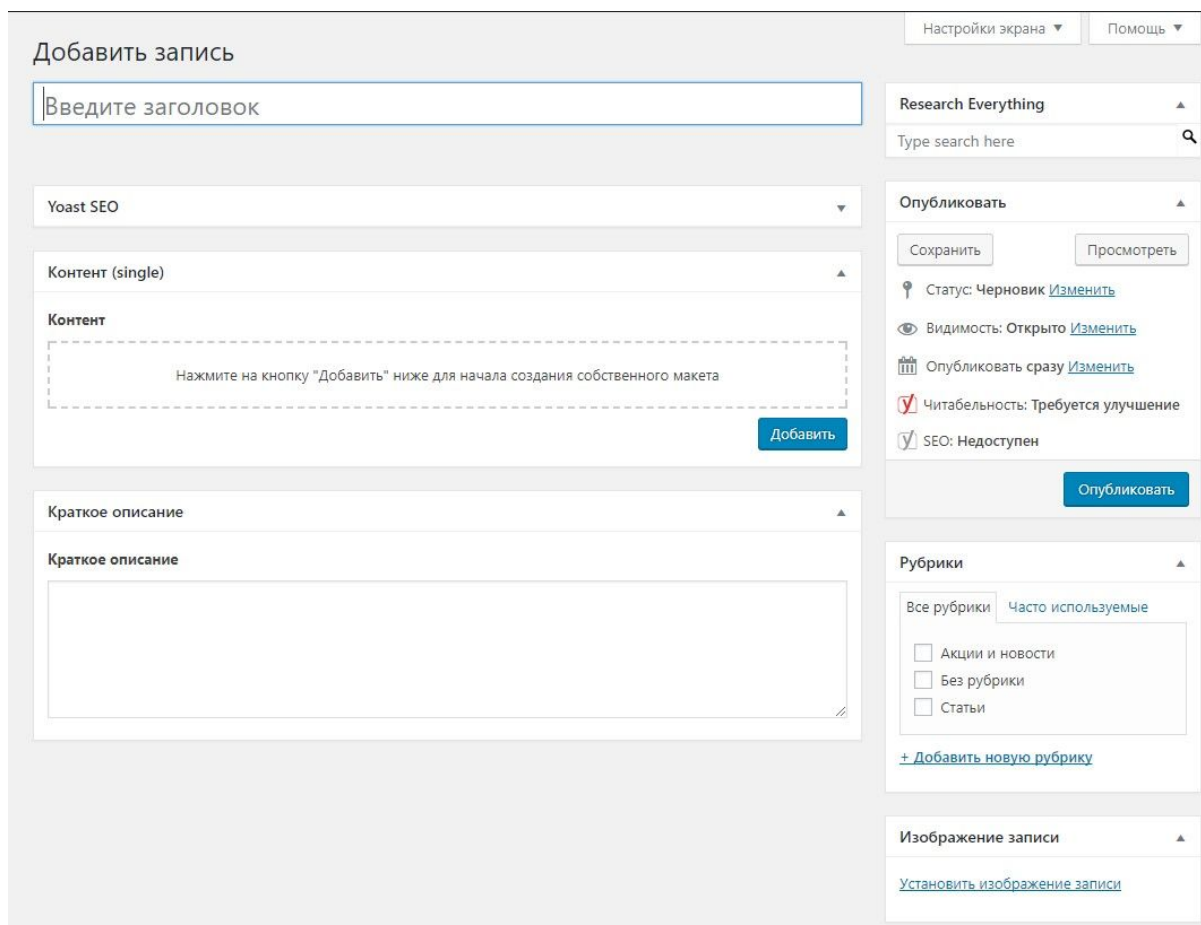 Настройки экрана ▼
Помощь ▼
Добавить запись
Введите заголовок
Yoast SEO
Контент (single)
Контент
Нажмите на кнопку "Добавить" ниже для начала создания собственного макета
Добавить
Краткое описание
Краткое описание
Research Everything
Type search here
Опубликовать
Сохранить
Просмотреть
Статус: Черновик Изменить
Видимость: Открыто Изменить
Опубликовать сразу Изменить
Читабельность: Требуется улучшение
SEO: Недоступен
Опубликовать
Рубрики
Все рубрики
Часто используемые
Акции и новости
Без рубрики
Статьи
+ Добавить новую рубрику
Изображение записи
Установить изображение записи